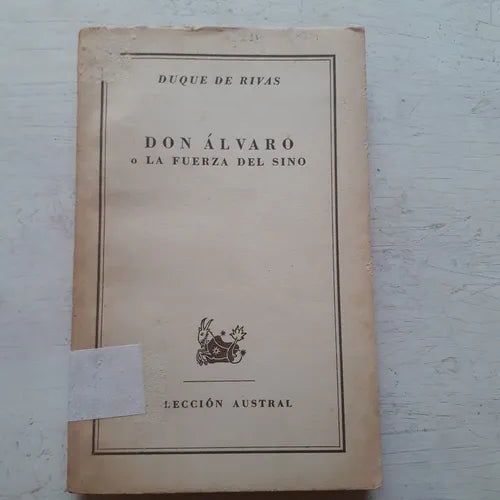 DUQUE DE RIVAS
DON ÁLVARO
o LA FUERZA DEL SINO
LECCIÓN AUSTRAL